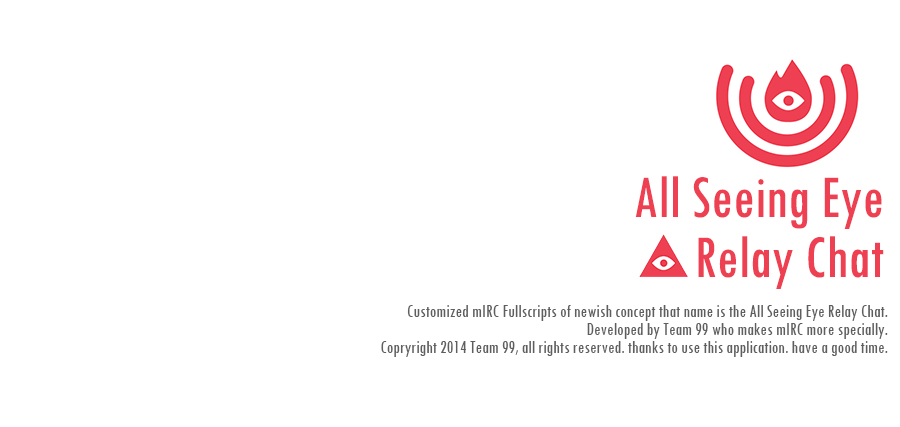 All Seeing Eye
Relay Chat
Customized mIRC Fullscripts of newish concept that name is the All Seeing Eye Relay Chat.
Developed by Team 99 who makes mIRC more specially.
Copryright 2014 Team 99, all rights reserved. thanks to use this application. have a good time.